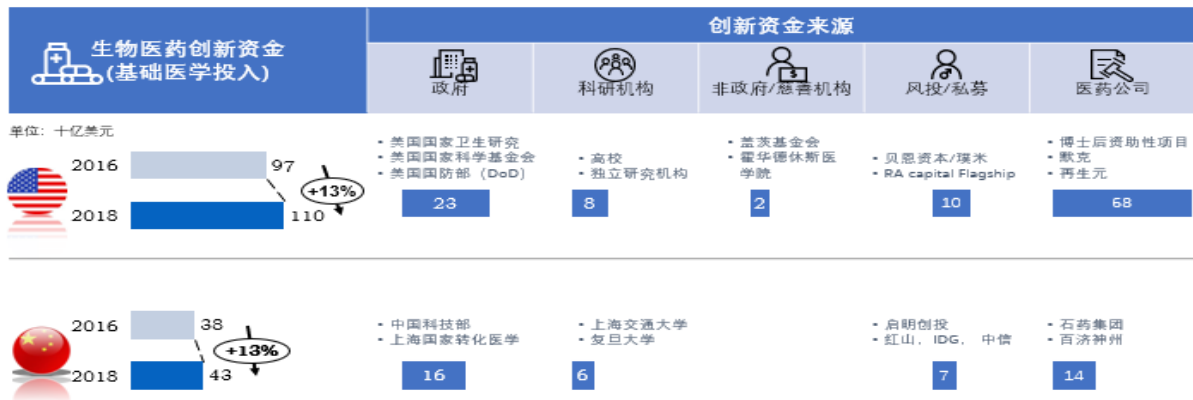 创新资金来源
生物医药创新资金
(基础医学投入)
政府
科研机构
非政府/慈善机构
风投/私募
医药公司
单位：十亿美元
2016
97
+13%
2018
110
• 美国国家卫生研究
• 美国国家科学基金会
• 美国国防部（DoD）
23
• 高校
• 独立研究机构
8
• 盖茨基金会
• 霍华德休斯医
学院
2
• 贝恩资本/璞米
• RA capital Flagship
10
• 博士后资助性项目
• 默克
• 再生元
68
2016
38
+13%
2018
43
• 中国科技部
• 上海国家转化医学
16
• 上海交通大学
• 复旦大学
6
• 启明创投
• 红山，IDG， 中信
7
• 石药集团
• 百济神州
14